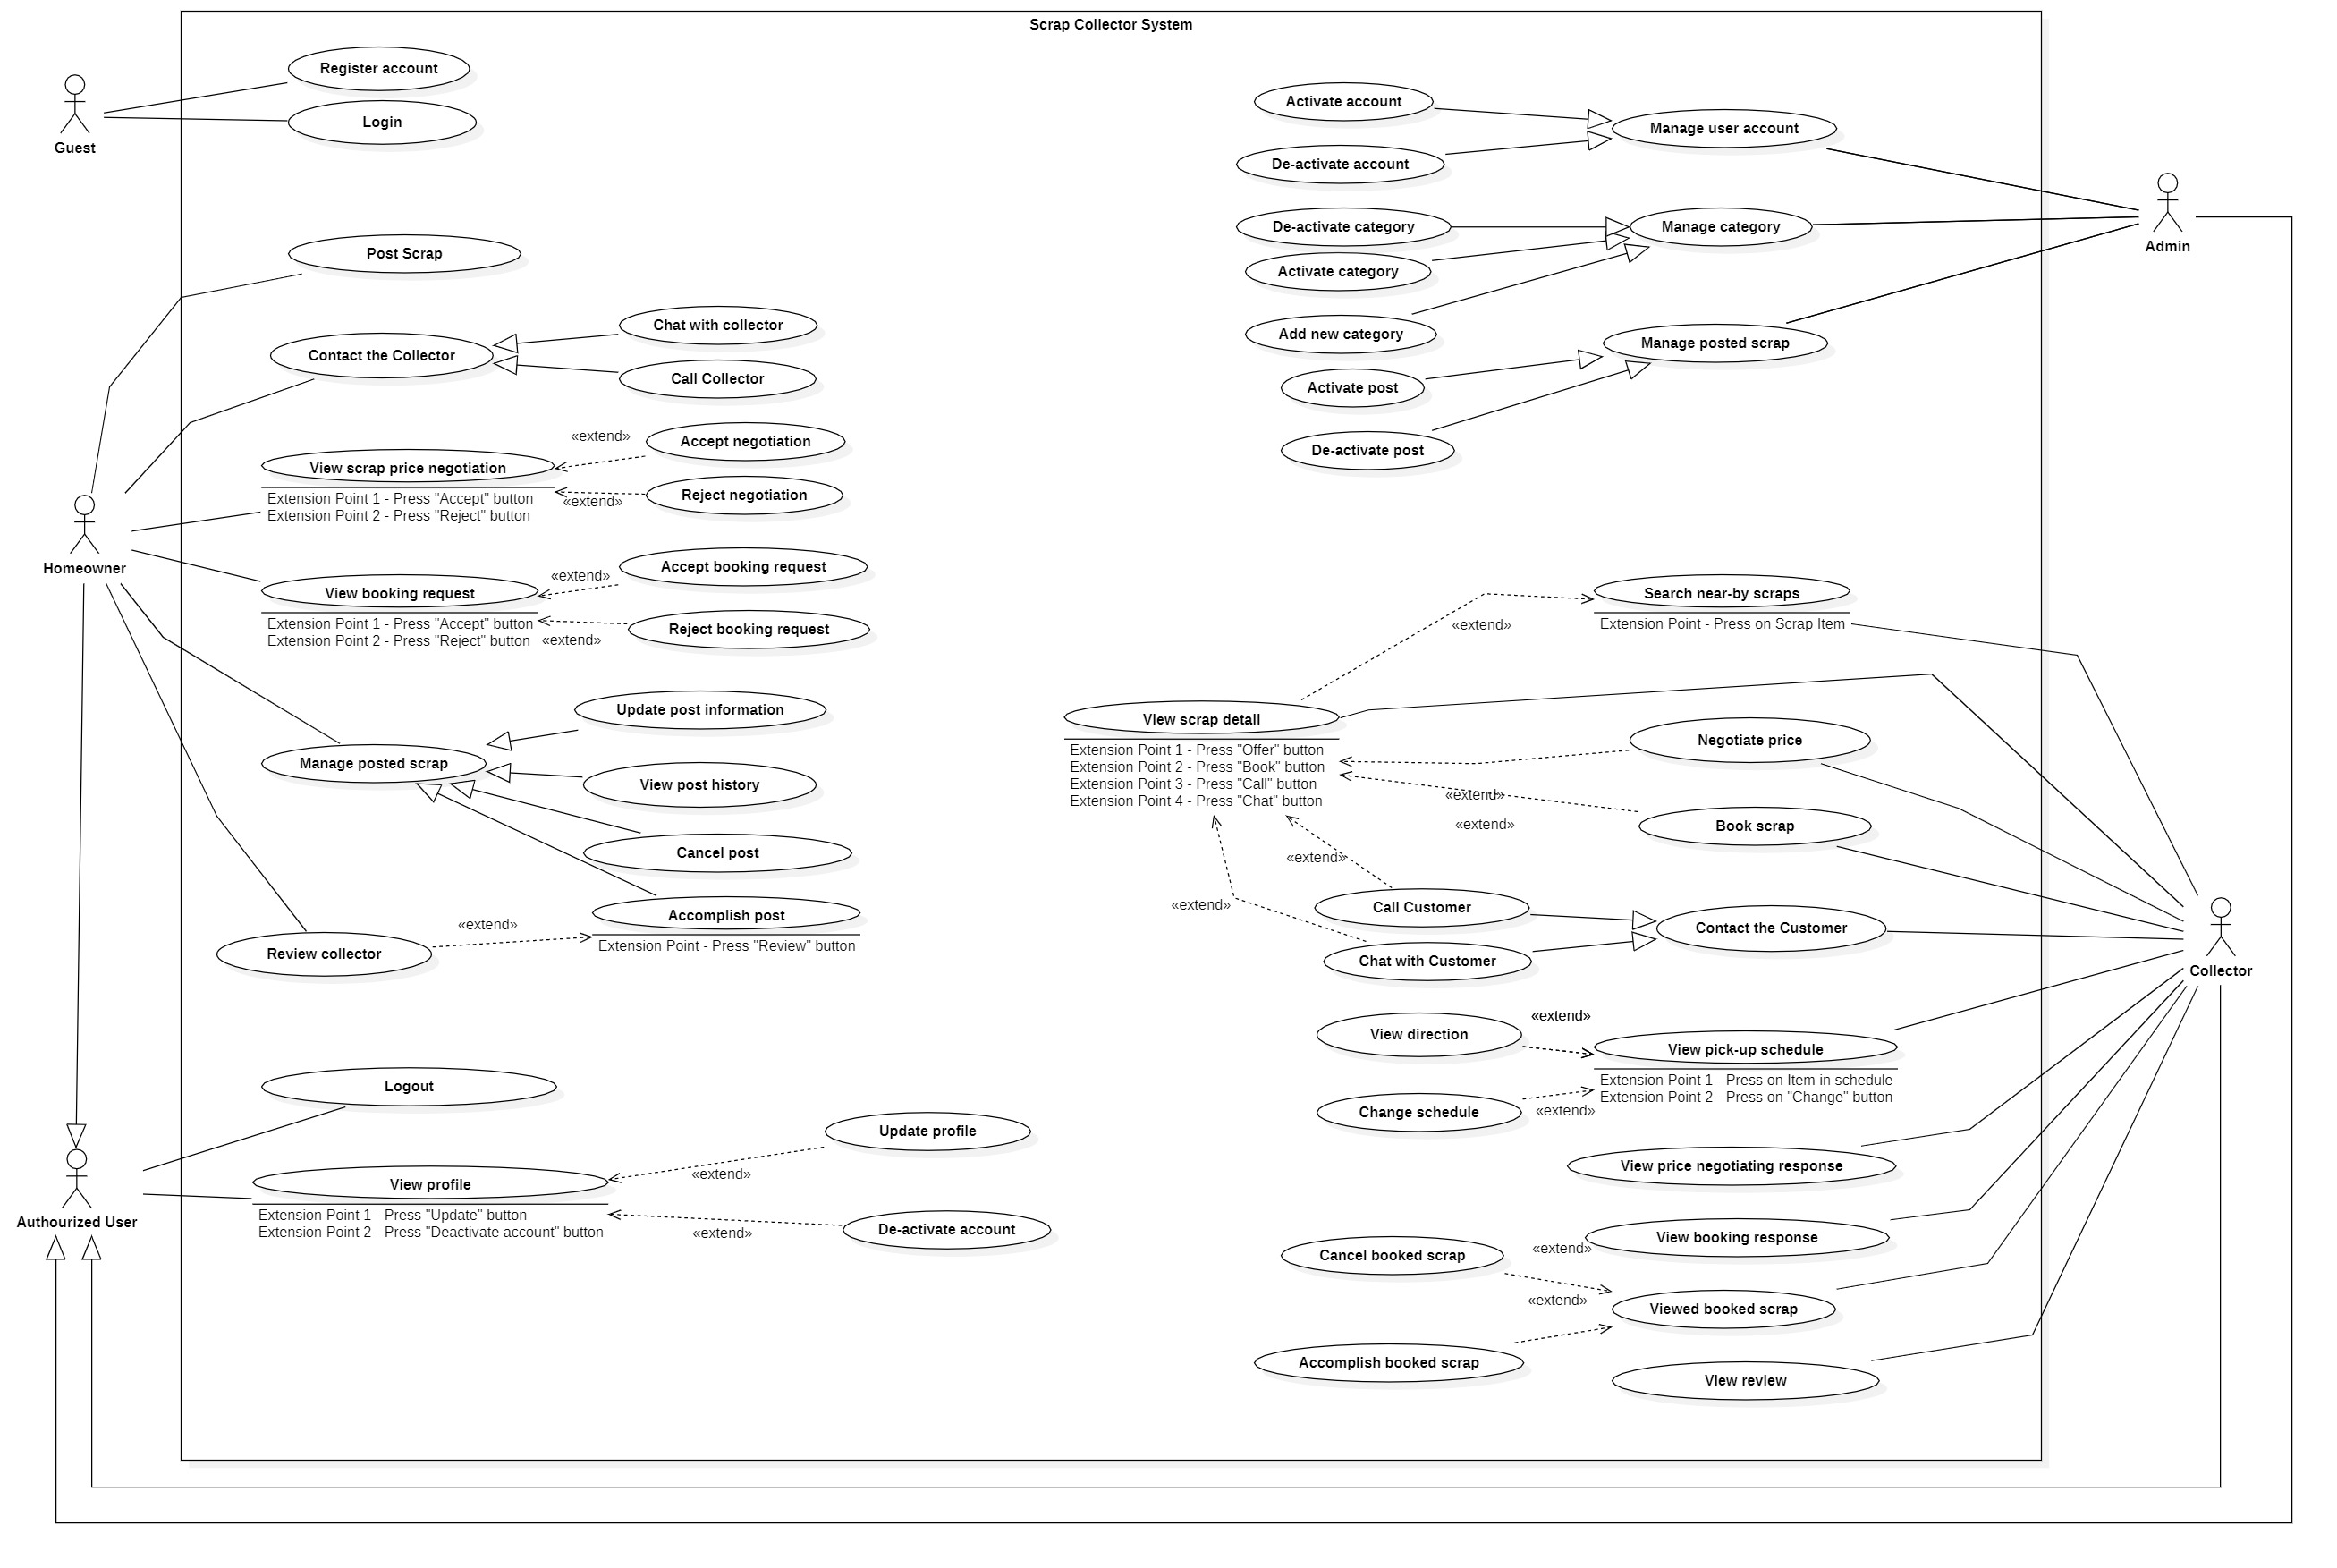 Scrap Collector System
Register account
Login
Guest
Post Scrap
Contact the Collector
Chat with collector
Call Collector
«extend»
Accept negotiation
View scrap price negotiation
Extension Point 1 - Press "Accept" button
Extension Point 2 - Press "Reject" button
Reject negotiation
«extend»
Homeowner
Accept booking request
«extend»
View booking request
Extension Point 1 - Press "Accept" button
Extension Point 2 - Press "Reject" button
Reject booking request
«extend»
Update post information
Manage posted scrap
View post history
Cancel post
Accomplish post
Extension Point - Press "Review" button
«extend»
Review collector
Logout
Update profile
«extend»
View profile
Extension Point 1 - Press "Update" button
Extension Point 2 - Press "Deactivate account" button
De-activate account
«extend»
Authourized User
Activate account
Manage user account
De-activate account
De-activate category
Manage category
Activate category
Add new category
Manage posted scrap
Activate post
De-activate post
Admin
Search near-by scraps
Extension Point - Press on Scrap Item
«extend»
View scrap detail
Extension Point 1 - Press "Offer" button
Extension Point 2 - Press "Book" button
Extension Point 3 - Press "Call" button
Extension Point 4 - Press "Chat" button
Negotiate price
«extend»
Book scrap
«extend»
«extend»
«extend»
Call Customer
Contact the Customer
Chat with Customer
Collector
«extend»
View direction
View pick-up schedule
Extension Point 1 - Press on Item in schedule
Extension Point 2 - Press on "Change" button
Change schedule
«extend»
View price negotiating response
View booking response
«extend»
Cancel booked scrap
«extend»
Viewed booked scrap
Accomplish booked scrap
View review